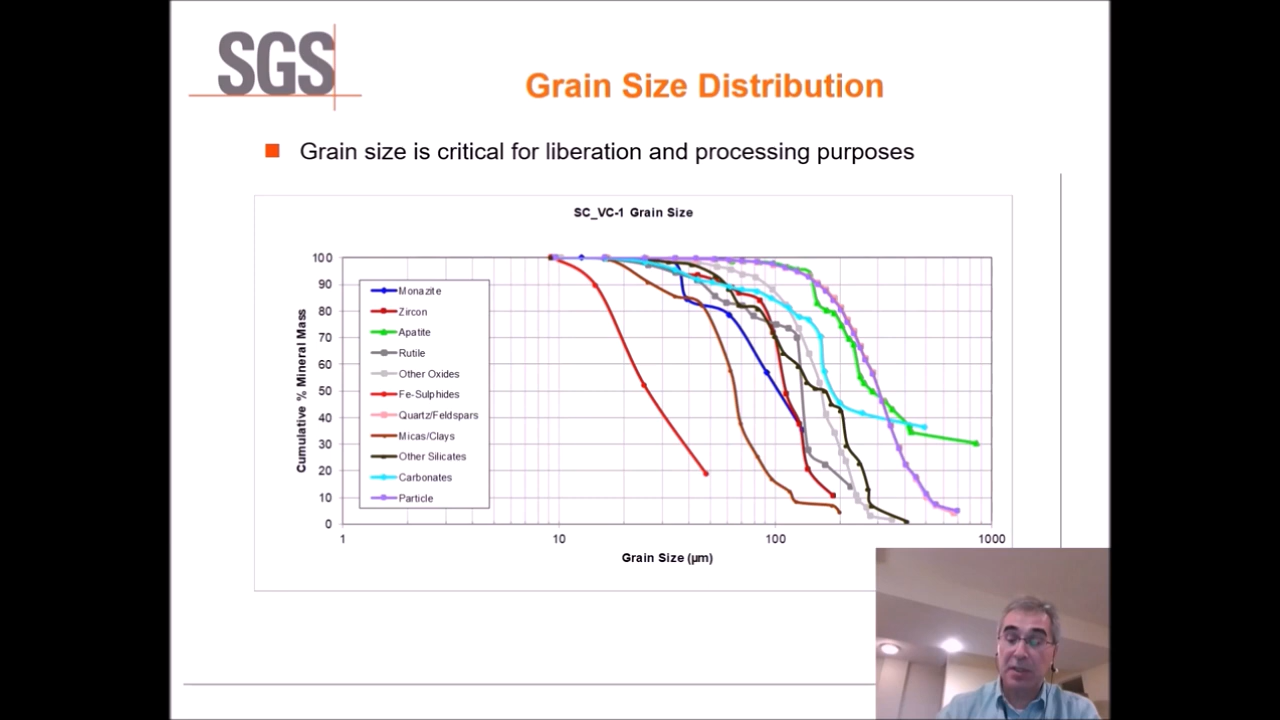 SGS
Grain Size Distribution
Grain size is critical for liberation and processing purposes
SC_VC-1 Grain Size
Cumulative % Mineral Mass
100
90
80
70
60
50
40
30
20
10
0
Monazite
Zircon
Apatite
Rutile
Other Oxides
Fe-Sulphides
Quartz/Feldspars
Micas/Clays
Other Silicates
Carbonates
Particle
1 10 100 1000
Grain Size (µm)